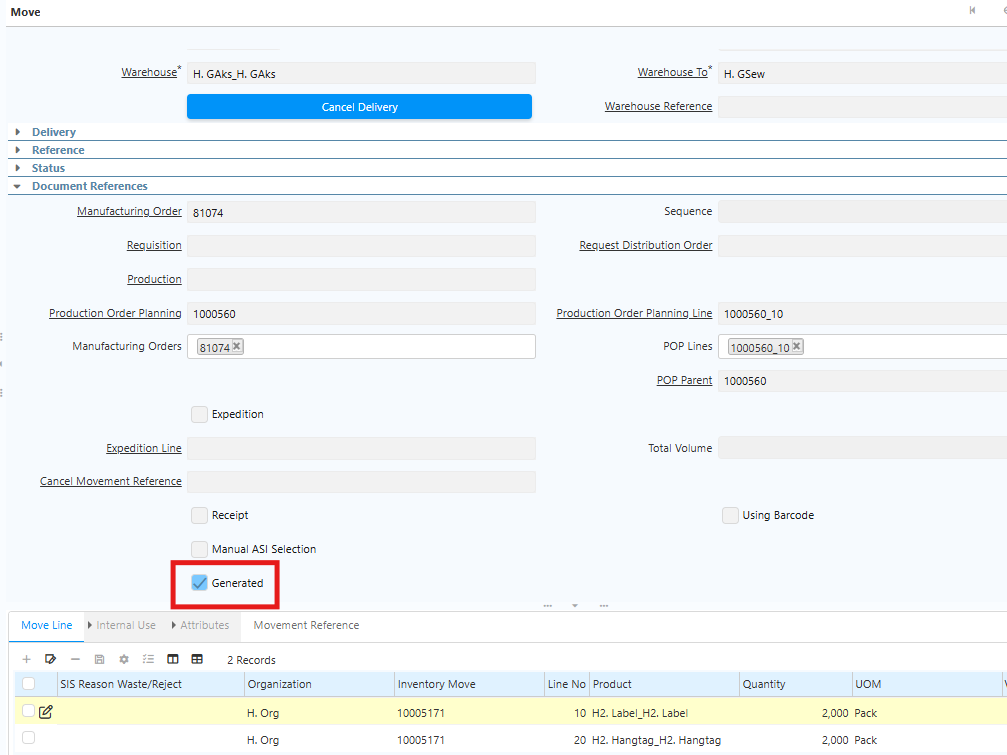 Move
Warehouse* H. GAks_H. GAks Warehouse To* H. GSew
Cancel Delivery Warehouse Reference
Delivery
Reference
Status
Document References
Manufacturing Order 81074 Sequence
Requisition Request Distribution Order
Production
Production Order Planning 1000560 Production Order Planning Line 1000560_10
Manufacturing Orders 81074 POP Lines 1000560_10
POP Parent 1000560
Expedition
Expedition Line Total Volume
Cancel Movement Reference
Receipt Using Barcode
Manual ASI Selection
Generated
Move Line Internal Use Attributes Movement Reference
2 Records
SIS Reason Waste/Reject Organization Inventory Move Line No Product Quantity UOM
H. Org 10005171 10 H2. Label_H2. Label 2,000 Pack
H. Org 10005171 20 H2. Hangtag_H2. Hangtag 2,000 Pack